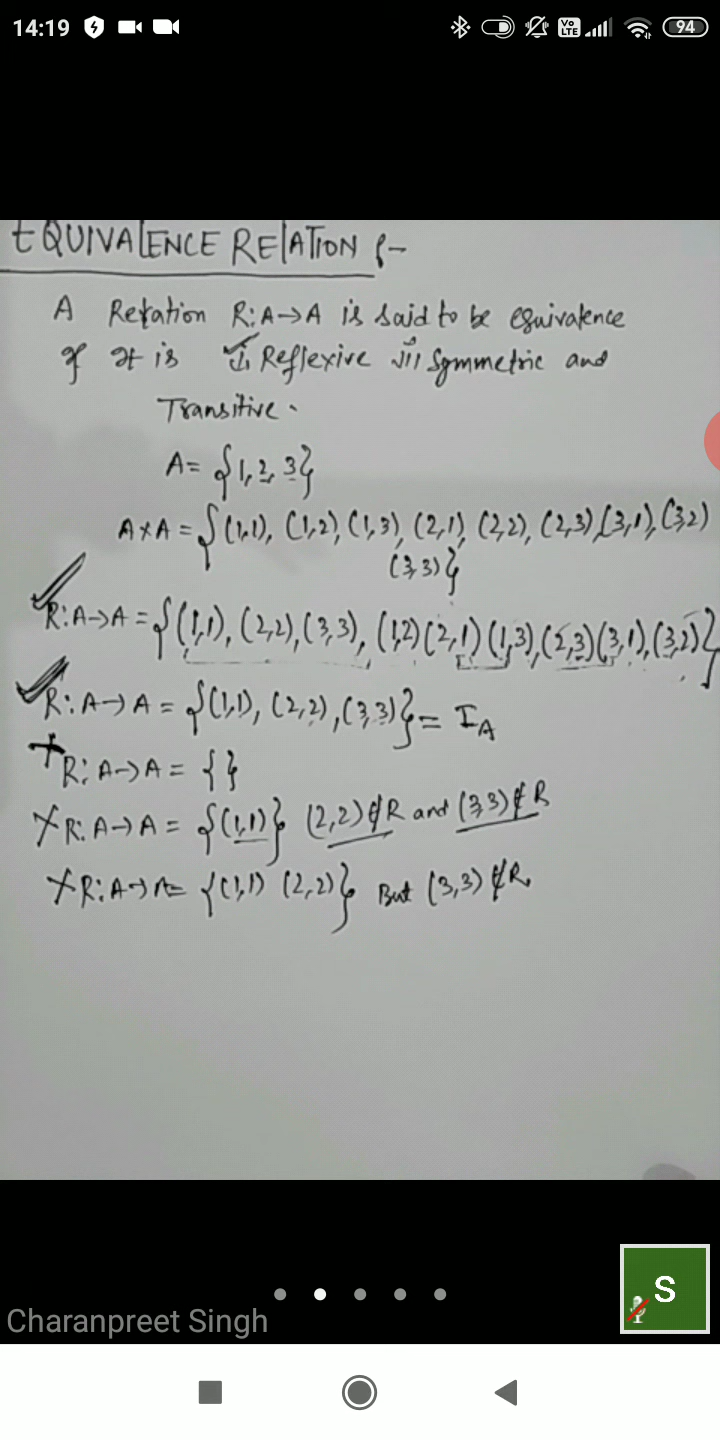 14:19 Vo LTE 94
EQUIVALENCE RELATION :-
A Relation R:A→A is said to be equivalence
if it is (i) Reflexive (ii) Symmetric and
Transitive.
A = {1, 2, 3}
A×A = {(1,1), (1,2), (1,3), (2,1), (2,2), (2,3), (3,1), (3,2)
(3,3)}
R:A→A = {(1,1), (2,2), (3,3), (1,2) (2,1) (1,3), (2,3) (3,1), (3,2)}
R:A→A = {(1,1), (2,2), (3,3)} = I_A
R:A→A = { }
R:A→A = {(1,1)} (2,2)∉R and (3,3)∉R
R:A→A = {(1,1) (2,2)} But (3,3)∉R.
S
Charanpreet Singh